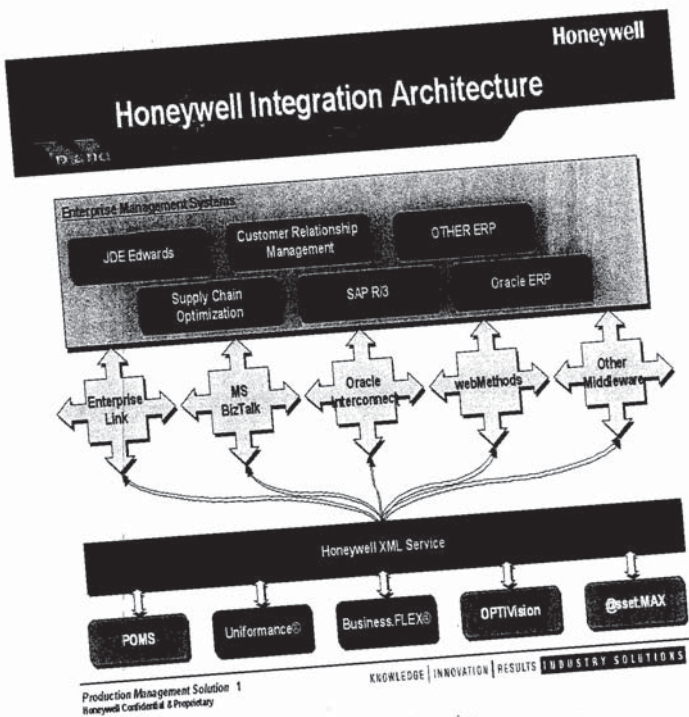 Honeywell
Honeywell Integration Architecture
Enterprise Management Systems
JDE Edwards
Customer Relationship
Management
OTHER ERP
Supply Chain
Optimization
SAP R/3
Oracle ERP
Enterprise
Link
MS
BizTalk
Oracle
Interconnect
webMethods
Other
Middleware
Honeywell XML Service
POMS
Uniformance®
Business.FLEX®
OPTIVision
@sset.MAX
Production Management Solution 1
Honeywell Confidential & Proprietary
KNOWLEDGE | INNOVATION | RESULTS INDUSTRY SOLUTIONS